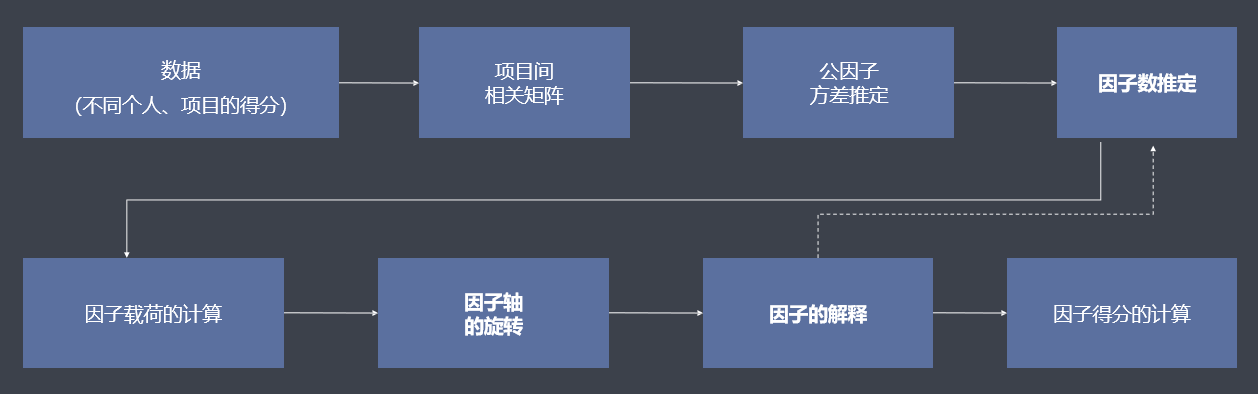 数据
(不同个人、项目的得分)
项目间
相关矩阵
公因子
方差推定
因子数推定
因子载荷的计算
因子轴
的旋转
因子的解释
因子得分的计算